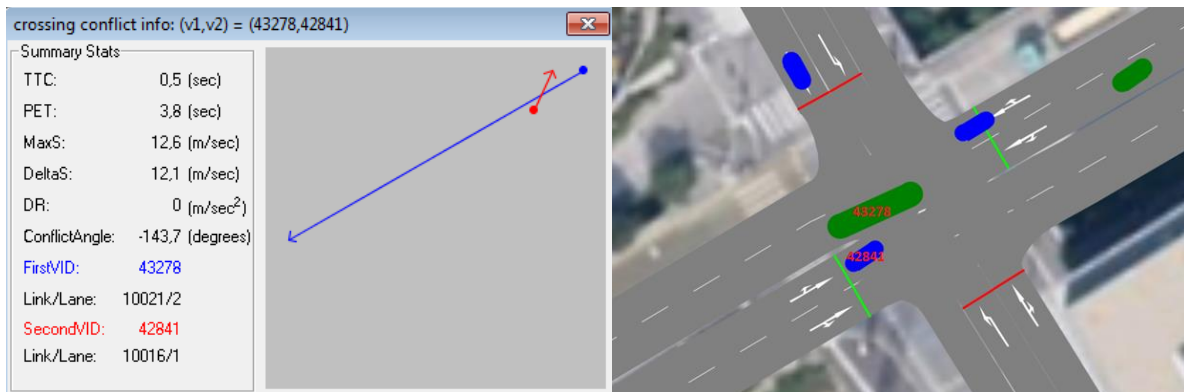 crossing conflict info: (v1,v2) = (43278,42841)
Summary Stats
TTC: 0,5 (sec)
PET: 3,8 (sec)
MaxS: 12,6 (m/sec)
DeltaS: 12,1 (m/sec)
DR: 0 (m/sec²)
ConflictAngle: -143,7 (degrees)
FirstVID: 43278
Link/Lane: 10021/2
SecondVID: 42841
Link/Lane: 10016/1
43278
42841